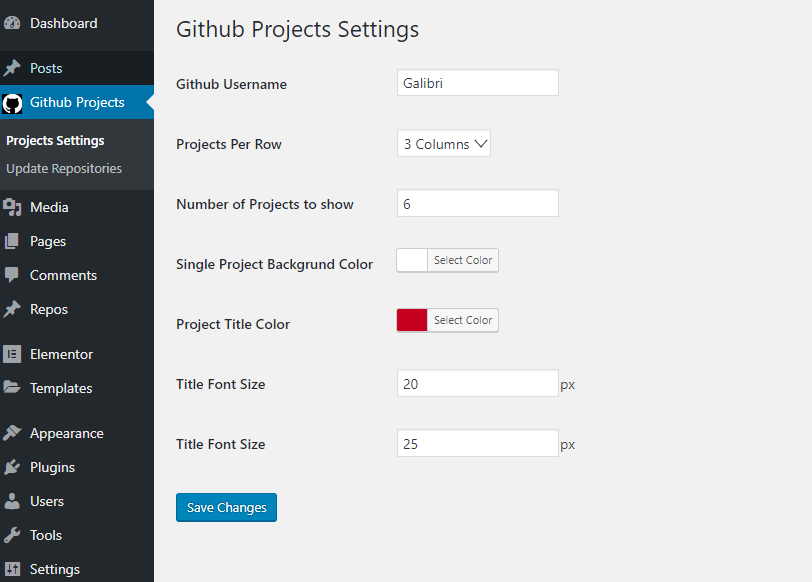 Dashboard
Posts
Github Projects
Projects Settings
Update Repositories
Media
Pages
Comments
Repos
Elementor
Templates
Appearance
Plugins
Users
Tools
Settings
Github Projects Settings
Github Username Galibri
Projects Per Row 3 Columns
Number of Projects to show 6
Single Project Backgrund Color Select Color
Project Title Color Select Color
Title Font Size 20 px
Title Font Size 25 px
Save Changes